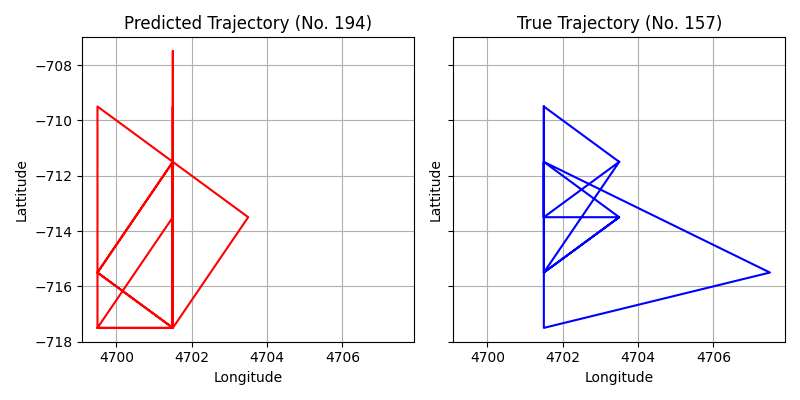 Predicted Trajectory (No. 194)
True Trajectory (No. 157)
Lattitude
−708
−710
−712
−714
−716
−718
4700
4702
4704
4706
Longitude
Lattitude
4700
4702
4704
4706
Longitude